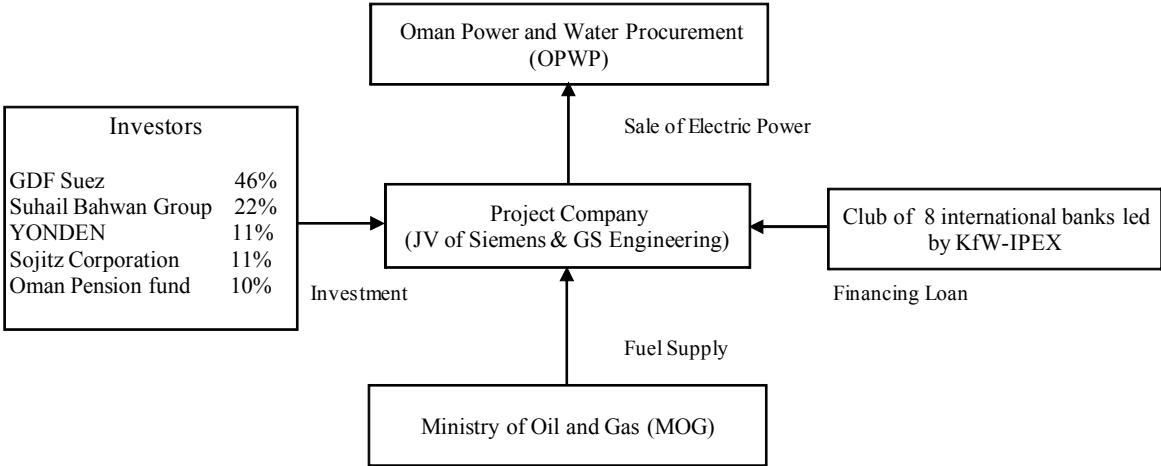 Oman Power and Water Procurement
(OPWP)
Sale of Electric Power
Investors
GDF Suez 46%
Suhail Bahwan Group 22%
YONDEN 11%
Sojitz Corporation 11%
Oman Pension fund 10%
Investment
Project Company
(JV of Siemens & GS Engineering)
Club of 8 international banks led
by KfW-IPEX
Financing Loan
Fuel Supply
Ministry of Oil and Gas (MOG)